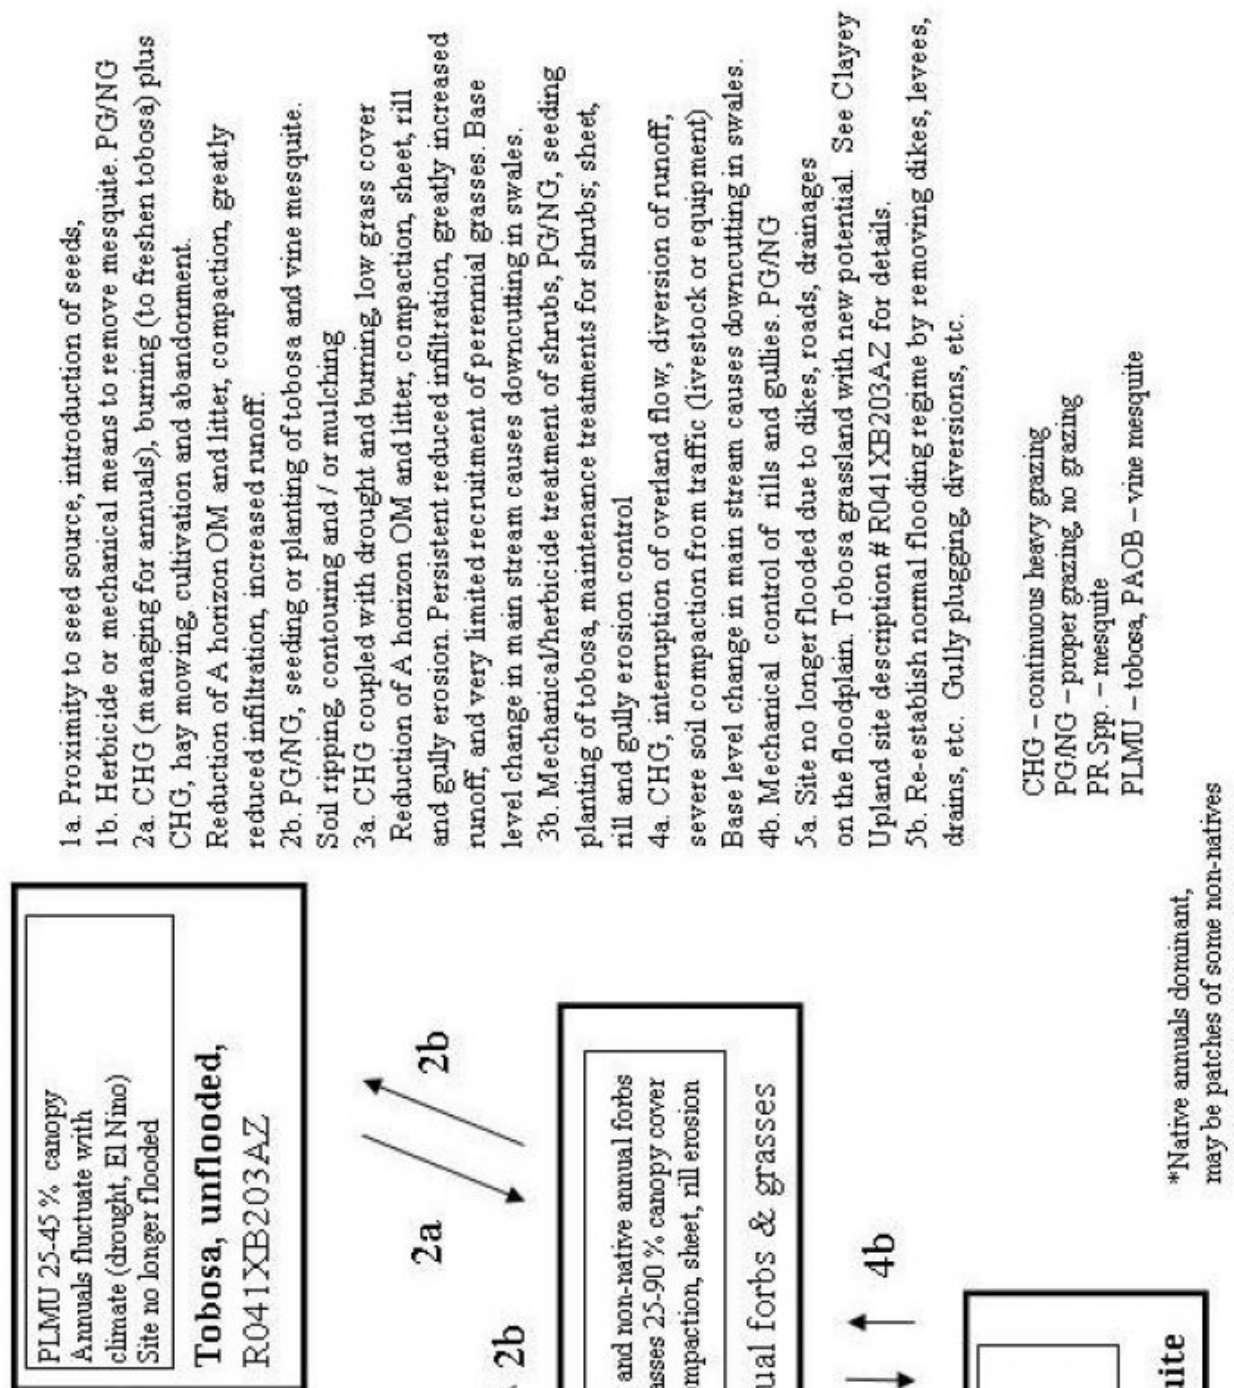 PLMU 25-45 % canopy
Annuals fluctuate with
climate (drought, El Nino)
Site no longer flooded
Tobosa, unflooded,
R041XB203AZ
2a
2b
2b
and non-native annual forbs
asses 25-90 % canopy cover
mpaction, sheet, rill erosion
ual forbs & grasses
4b
uite
1a. Proximity to seed source, introduction of seeds,
1b. Herbicide or mechanical means to remove mesquite. PG/NG
2a. CHG (managing for annuals), burning (to freshen tobosa) plus
CHG, hay mowing, cultivation and abandonment.
Reduction of A horizon OM and litter, compaction, greatly
reduced infiltration, increased runoff.
2b. PG/NG, seeding or planting of tobosa and vine mesquite.
Soil ripping, contouring and / or mulching
3a. CHG coupled with drought and burning, low grass cover
Reduction of A horizon OM and litter, compaction, sheet, rill
and gully erosion. Persistent reduced infiltration, greatly increased
runoff, and very limited recruitment of perennial grasses. Base
level change in main stream causes downcutting in swales.
3b. Mechanical/herbicide treatment of shrubs, PG/NG, seeding
planting of tobosa, maintenance treatments for shrubs; sheet,
rill and gully erosion control
4a. CHG, interruption of overland flow, diversion of runoff,
severe soil compaction from traffic (livestock or equipment)
Base level change in main stream causes downcutting in swales.
4b. Mechanical control of rills and gullies. PG/NG
5a. Site no longer flooded due to dikes, roads, drainages
on the floodplain. Tobosa grassland with new potential. See Clayey
Upland site description # R041XB203AZ for details.
5b. Re-establish normal flooding regime by removing dikes, levees,
drains, etc. Gully plugging, diversions, etc.
CHG – continuous heavy grazing
PG/NG – proper grazing, no grazing
PR Spp. – mesquite
PLMU – tobosa, PAOB – vine mesquite
*Native annuals dominant,
may be patches of some non-natives